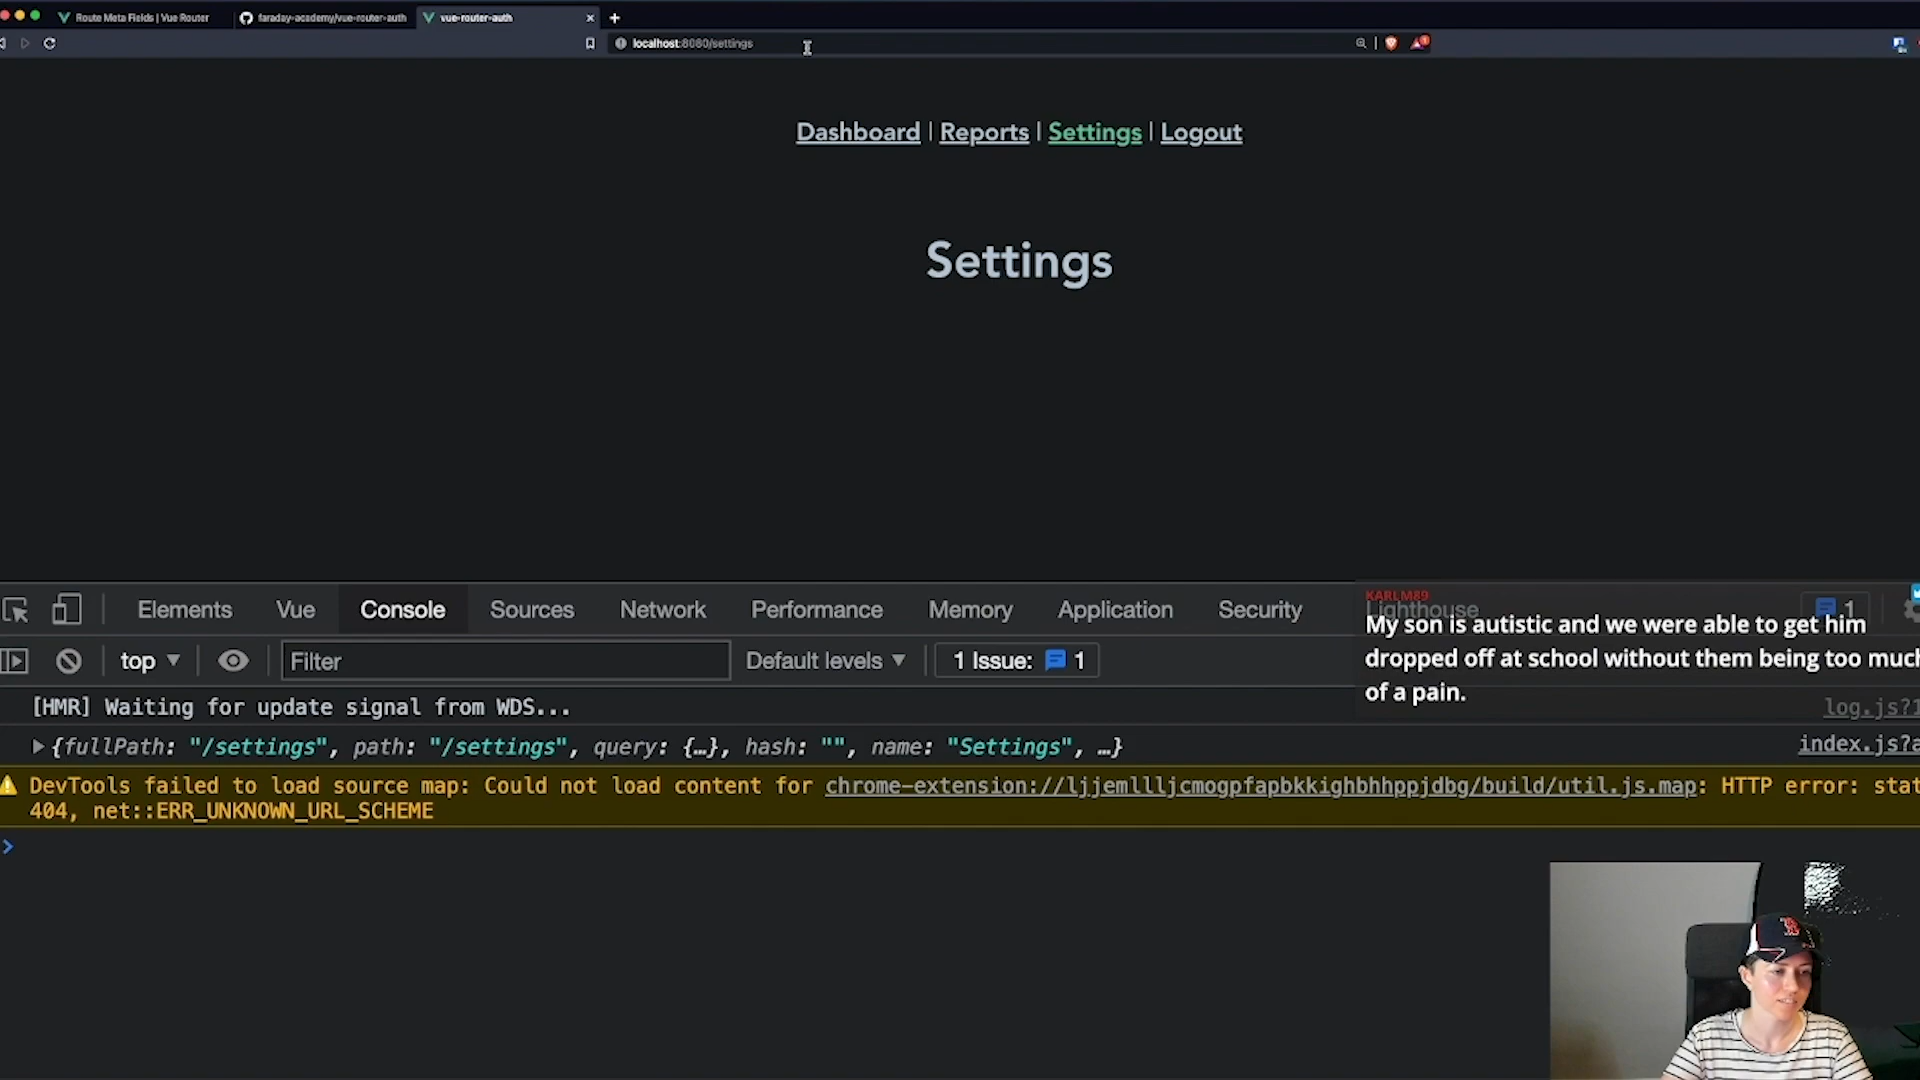 Route Meta Fields | Vue Router
faraday-academy/vue-router-auth
vue-router-auth
localhost:8080/settings
Dashboard | Reports | Settings | Logout
Settings
Elements Vue Console Sources Network Performance Memory Application Security Lighthouse 1
top Filter Default levels 1 Issue: 1
KARLM89
My son is autistic and we were able to get him
dropped off at school without them being too much
of a pain.
[HMR] Waiting for update signal from WDS... log.js?1
{fullPath: "/settings", path: "/settings", query: {…}, hash: "", name: "Settings", …} index.js?a
DevTools failed to load source map: Could not load content for chrome-extension://ljjemllljcmogpfapbkkighbhhppjdbg/build/util.js.map: HTTP error: stat
404, net::ERR_UNKNOWN_URL_SCHEME